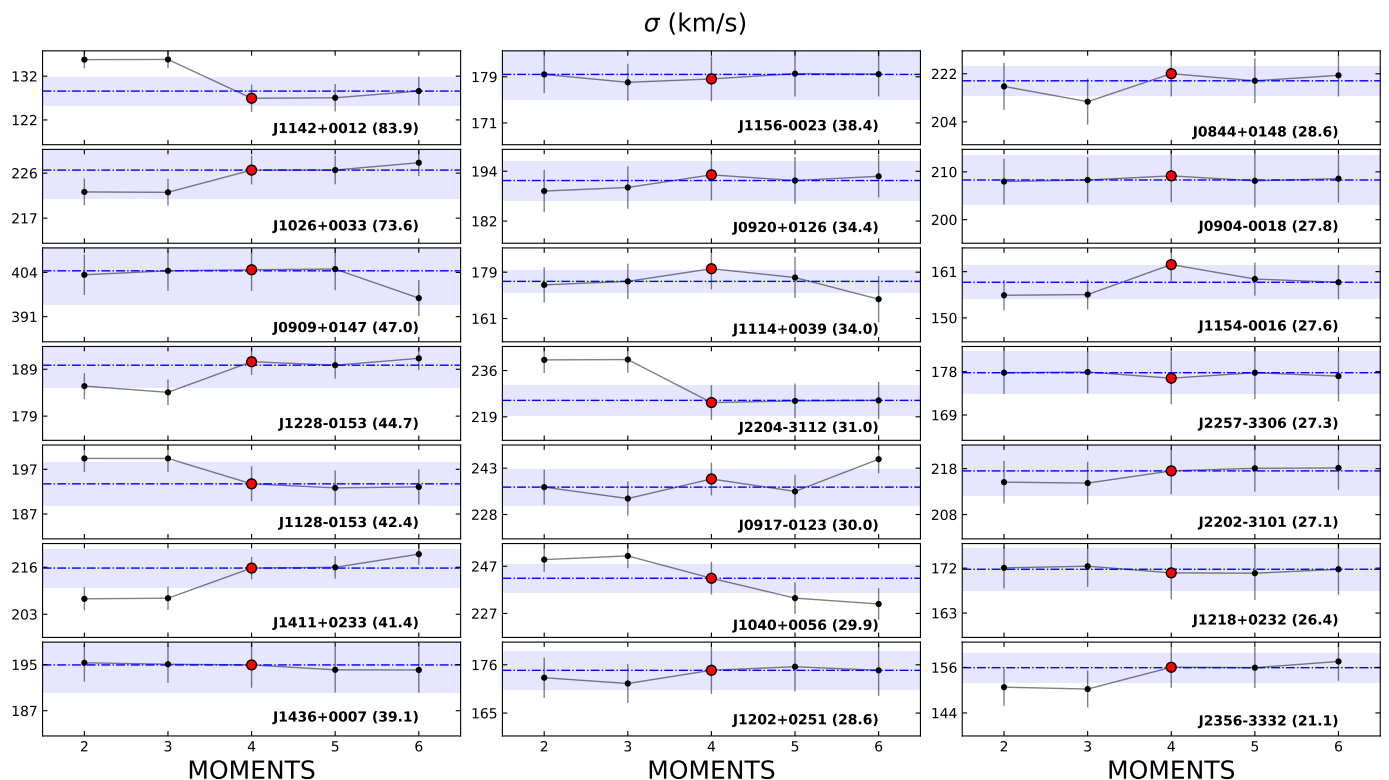 σ (km/s)
132
122
J1142+0012 (83.9)
179
171
J1156-0023 (38.4)
222
204
J0844+0148 (28.6)
226
217
J1026+0033 (73.6)
194
182
J0920+0126 (34.4)
210
200
J0904-0018 (27.8)
404
391
J0909+0147 (47.0)
179
161
J1114+0039 (34.0)
161
150
J1154-0016 (27.6)
189
179
J1228-0153 (44.7)
236
219
J2204-3112 (31.0)
178
169
J2257-3306 (27.3)
197
187
J1128-0153 (42.4)
243
228
J0917-0123 (30.0)
218
208
J2202-3101 (27.1)
216
203
J1411+0233 (41.4)
247
227
J1040+0056 (29.9)
172
163
J1218+0232 (26.4)
195
187
J1436+0007 (39.1)
176
165
J1202+0251 (28.6)
156
144
J2356-3332 (21.1)
2 3 4 5 6
2 3 4 5 6
2 3 4 5 6
MOMENTS
MOMENTS
MOMENTS